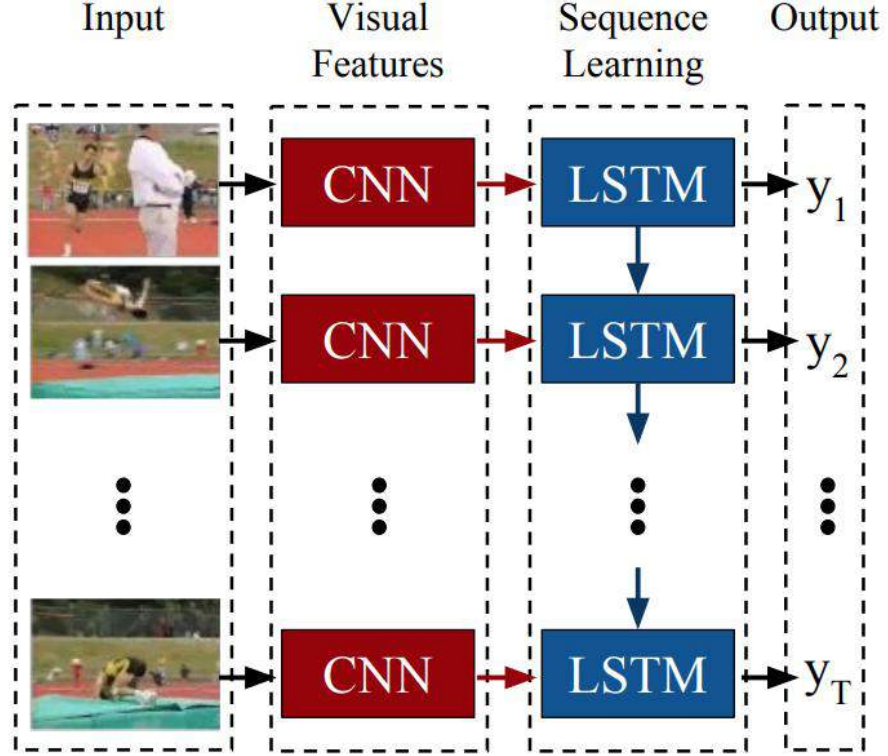 Input
Visual
Features
Sequence
Learning
Output
CNN
LSTM
y1
CNN
LSTM
y2
CNN
LSTM
yT